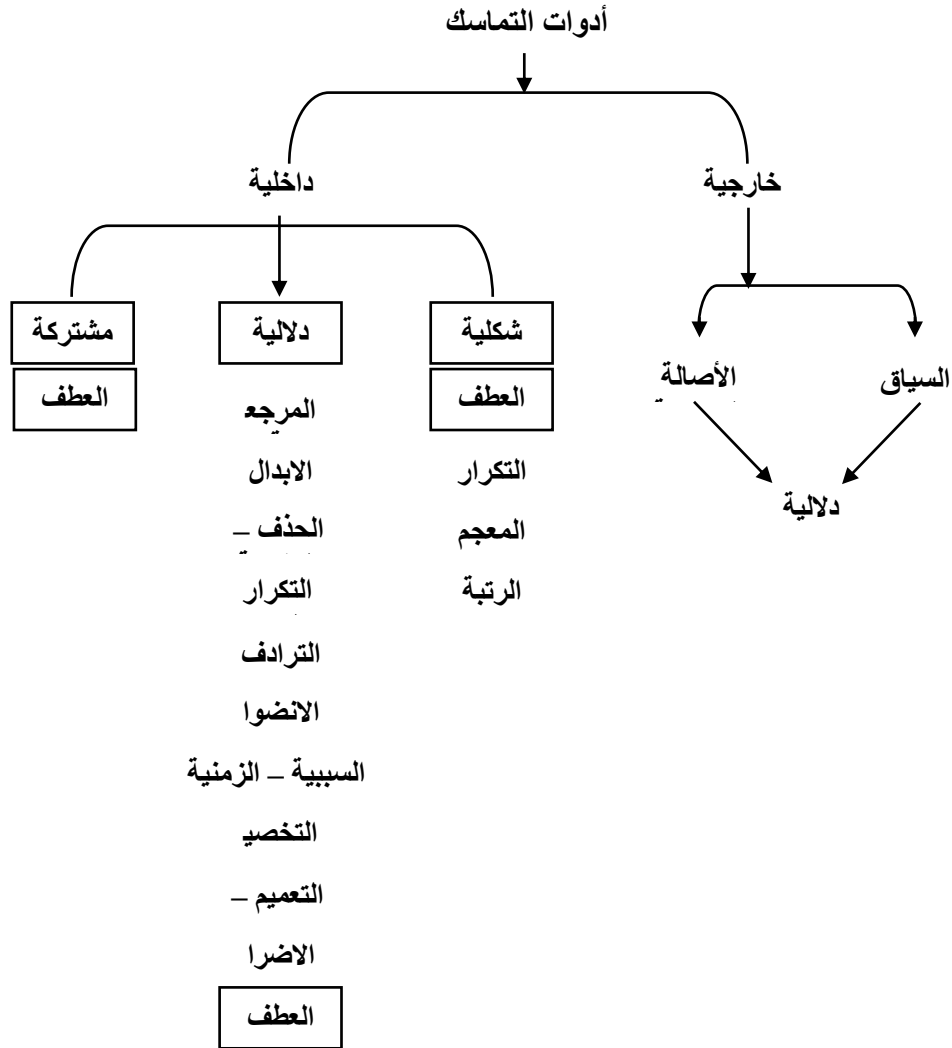 أدوات التماسك
خارجية
داخلية
شكلية
دلالية
مشتركة
السياق
الأصالة
دلالية
العطف
التكرار
المعجم
الرتبة
المرجع
الابدال
الحذف –
التكرار
الترادف
الانضوا
السببية – الزمنية
التخصيـ
التعميم –
الاضرا
العطف
العطف